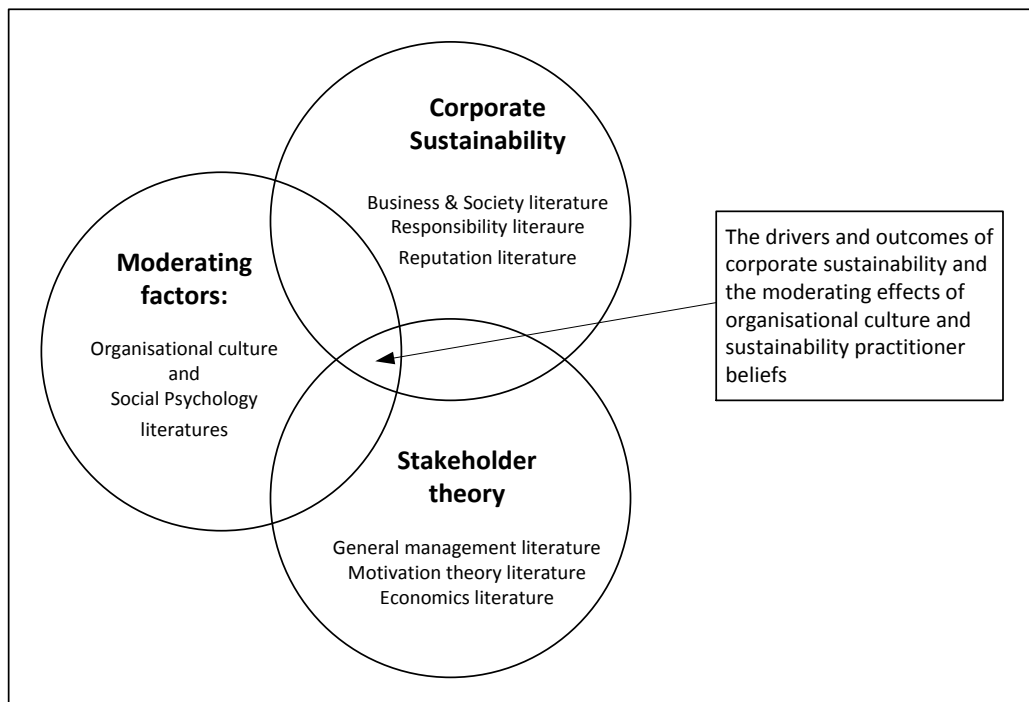 Corporate
Sustainability
Business & Society literature
Responsibility literaure
Reputation literature
Moderating
factors:
Organisational culture
and
Social Psychology
literatures
The drivers and outcomes of
corporate sustainability and
the moderating effects of
organisational culture and
sustainability practitioner
beliefs
Stakeholder
theory
General management literature
Motivation theory literature
Economics literature